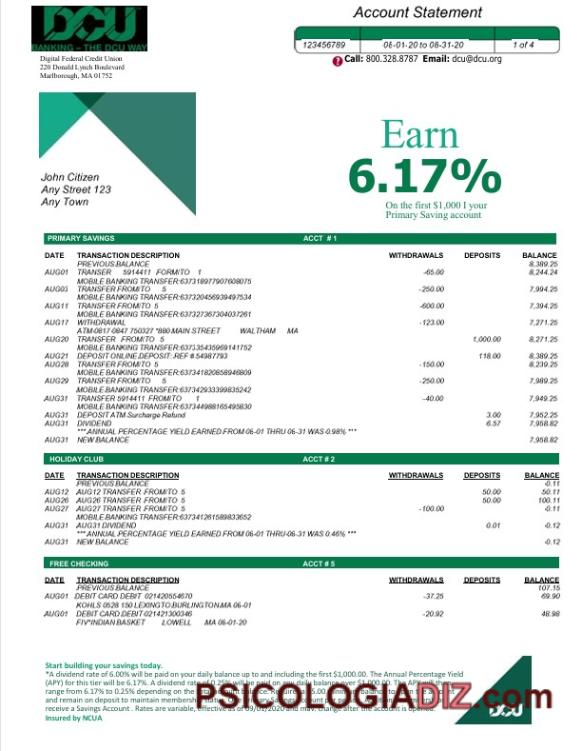 DCU
BANKING – THE DCU WAY
Digital Federal Credit Union
220 Donald Lynch Boulevard
Marlborough, MA 01752
Account Statement
123456789 06-01-20 to 08-31-20 1 of 4
? Call: 800.328.8787 Email: dcu@dcu.org
John Citizen
Any Street 123
Any Town
Earn
6.17%
On the first $1,000 I your
Primary Saving account
PRIMARY SAVINGS ACCT # 1
DATE TRANSACTION DESCRIPTION WITHDRAWALS DEPOSITS BALANCE
PREVIOUS BALANCE 8,389.25
AUG01 TRANSER 5914411 FORM/TO 1 -65.00 8,244.24
MOBILE BANKING TRANSFER:637318977907608075
AUG03 TRANSFER FROM/TO 5 -250.00 7,994.25
MOBILE BANKING TRANSFER:637320456939497534
AUG11 TRANSFER FROM/TO 5 -600.00 7,394.25
MOBILE BANKING TRANSFER:637327367304037261
AUG17 WITHDRAWAL -123.00 7,271.25
ATM-0817 0847 750327 *880 MAIN STREET WALTHAM MA
AUG20 TRANSFER FROM/TO 5 1,000.00 8,271.25
MOBILE BANKING TRANSFER:637335435969141752
AUG21 DEPOSIT ONLINE.DEPOSIT:.REF # 54987793 118.00 8,389.25
AUG28 TRANSFER FROM/TO 5 -150.00 8,239.25
MOBILE BANKING TRANSFER:637341820858946809
AUG29 TRANSFER FROM/TO 5 -250.00 7,989.25
MOBILE BANKING TRANSFER:637342933399835242
AUG31 TRANSFER 5914411 FROM/TO 1 -40.00 7,949.25
MOBILE BANKING TRANSFER:637344988165495830
AUG31 DEPOSIT ATM Surcharge Refund 3.00 7,952.25
AUG31 DIVIDEND 6.57 7,958.82
*** ANNUAL PERCENTAGE YIELD EARNED FROM 06-01 THRU 06-31 WAS 0.98% ***
AUG31 NEW BALANCE 7,958.82
HOLIDAY CLUB ACCT # 2
DATE TRANSACTION DESCRIPTION WITHDRAWALS DEPOSITS BALANCE
PREVIOUS BALANCE -0.11
AUG12 AUG12 TRANSFER FROM/TO 5 50.00 50.11
AUG26 AUG26 TRANSFER FROM/TO 5 50.00 100.11
AUG27 AUG27 TRANSFER FROM/TO 5 -100.00 -0.11
MOBILE BANKING TRANSFER:637341261589833652
AUG31 AUG31 DIVIDEND 0.01 -0.12
*** ANNUAL PERCENTAGE YIELD EARNED FROM 06-01 THRU-06-31 WAS 0.46% ***
AUG31 NEW BALANCE -0.12
FREE CHECKING ACCT # 5
DATE TRANSACTION DESCRIPTION WITHDRAWALS DEPOSITS BALANCE
PREVIOUS BALANCE 107.15
AUG01 DEBIT CARD.DEBIT 021420554670 -37.25 69.90
KOHLS 0528 150 LEXINGTO:BURLINGTON.MA 06-01
AUG01 DEBIT CARD.DEBIT-021421300346 -20.92 48.98
FIV*INDIAN BASKET LOWELL MA 06-01-20
Start building your savings today.
*A dividend rate of 6.00% will be paid on your daily balance up to and including the first $1,000.00. The Annual Percentage Yield
(APY) for this tier will be 6.17%. A dividend rate of 0.25% will be paid on any daily balance over $1,000.00. The APY will then
range from 6.17% to 0.25% depending on the
and remain on deposit to maintain membership
receive a Savings Account . Rates are variable, effective as of 09/01/2020 and may. change after the account is opened.
Insured by NCUA
PSICOLOGIADIZ.com
DCU